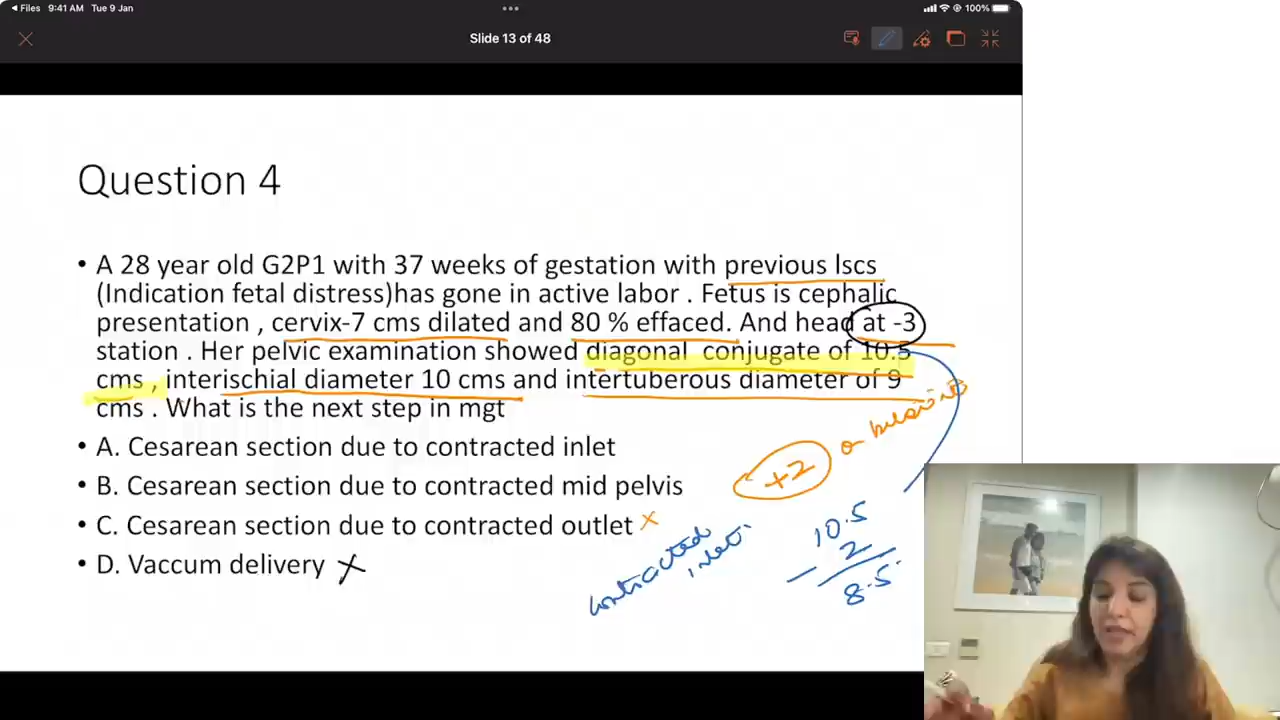 Files 9:41 AM Tue 9 Jan 100%
Slide 13 of 48
Question 4
• A 28 year old G2P1 with 37 weeks of gestation with previous lscs
(Indication fetal distress)has gone in active labor . Fetus is cephalic
presentation , cervix-7 cms dilated and 80 % effaced. And head at -3
station . Her pelvic examination showed diagonal conjugate of 10.5
cms , interischial diameter 10 cms and intertuberous diameter of 9
cms . What is the next step in mgt
• A. Cesarean section due to contracted inlet
• B. Cesarean section due to contracted mid pelvis
• C. Cesarean section due to contracted outlet
• D. Vaccum delivery
+2 or
contracted
inlet
10.5
2
8.5